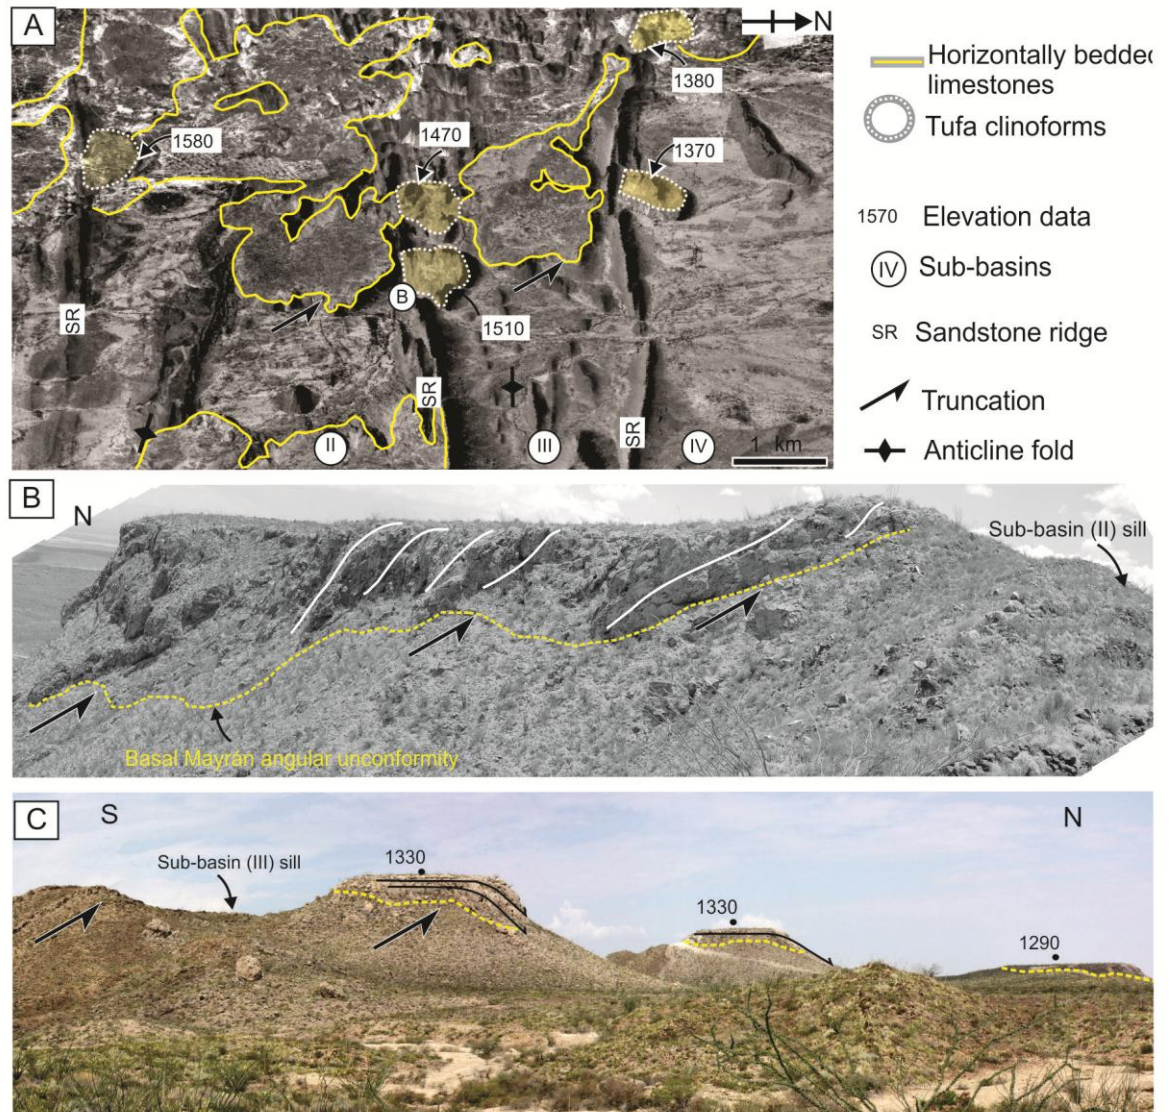 A
N
1380
1580
1470
1370
B
1510
SR
SR
SR
II
III
IV
1 km
Horizontally bedded
limestones
Tufa clinoforms
1570 Elevation data
IV Sub-basins
SR Sandstone ridge
Truncation
Anticline fold
B
N
Sub-basin (II) sill
Basal Mayrán angular unconformity
C
S
N
Sub-basin (III) sill
1330
1330
1290